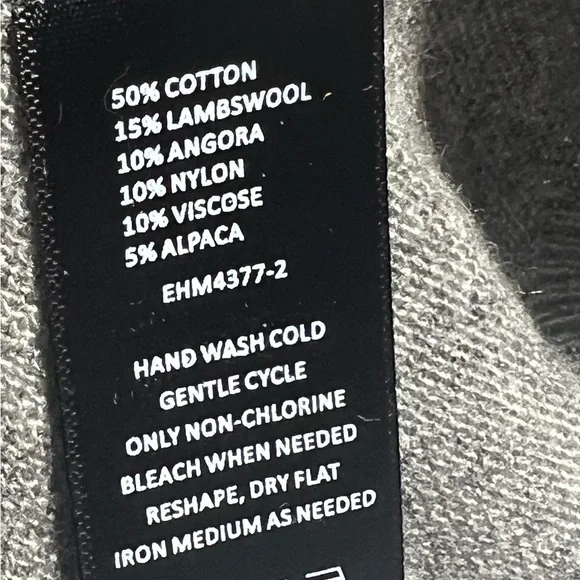 50% COTTON
15% LAMBSWOOL
10% ANGORA
10% NYLON
10% VISCOSE
5% ALPACA
EHM4377-2
HAND WASH COLD
GENTLE CYCLE
ONLY NON-CHLORINE
BLEACH WHEN NEEDED
RESHAPE, DRY FLAT
IRON MEDIUM AS NEEDED